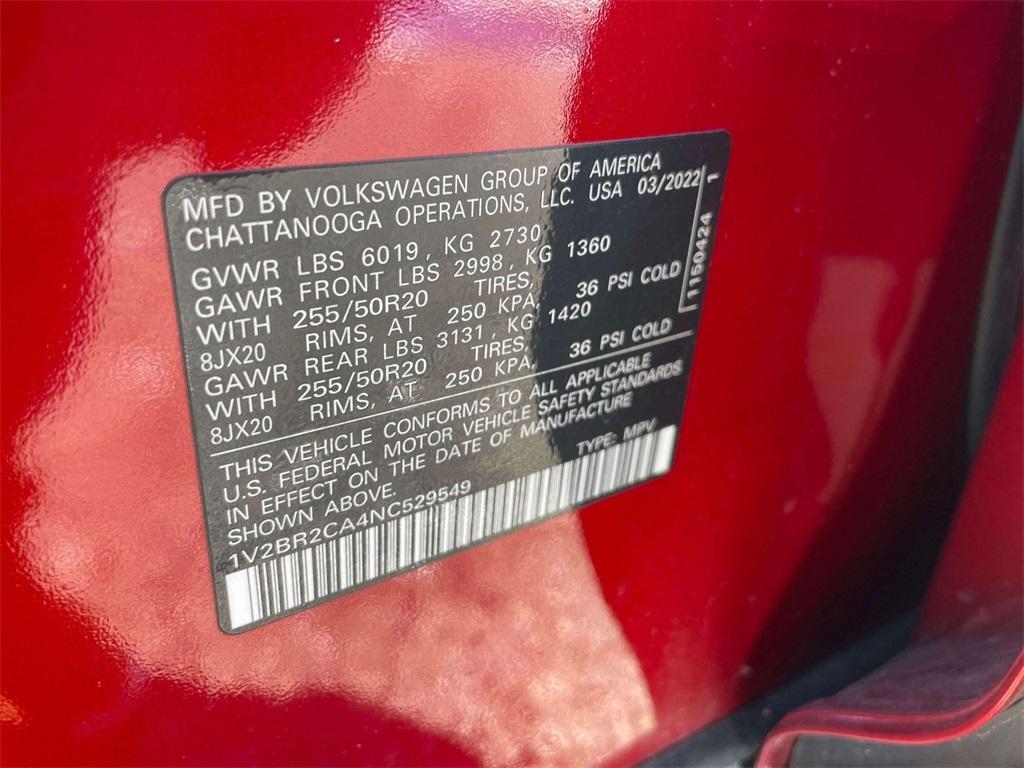 MFD BY VOLKSWAGEN GROUP OF AMERICA
CHATTANOOGA OPERATIONS, LLC. USA 03/2022 1
GVWR LBS 6019, KG 2730
GAWR FRONT LBS 2998, KG 1360
WITH 255/50R20 TIRES,
8JX20 RIMS, AT 250 KPA, 36 PSI COLD
GAWR REAR LBS 3131, KG 1420
WITH 255/50R20 TIRES,
8JX20 RIMS, AT 250 KPA, 36 PSI COLD
1150424
THIS VEHICLE CONFORMS TO ALL APPLICABLE
U.S. FEDERAL MOTOR VEHICLE SAFETY STANDARDS
IN EFFECT ON THE DATE OF MANUFACTURE
SHOWN ABOVE. TYPE: MPV
1V2BR2CA4NC529549